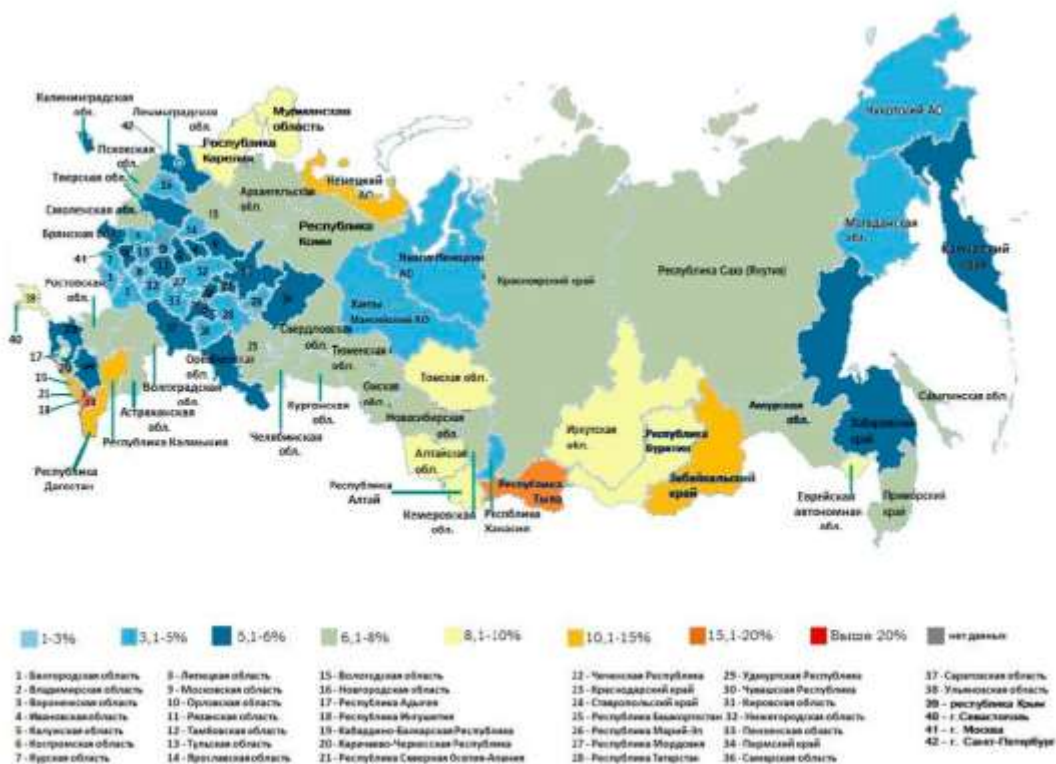 Калининградская
обл.
Ленинградская
обл.
42
Мурманская
область
Республика
Карелия
Псковская
обл.
Тверская обл.
Ненецкий
АО
Чукотский АО
Архангельская
обл.
Смоленская обл.
Республика
Коми
Магаданская
обл.
Брянская обл.
41
Ямало-Ненецкий
АО
Камчатский
край
Красноярский край
Республика Саха (Якутия)
Ростовская
обл.
Ханты
Мансийский АО
40
Свердловская
обл.
Тюменская
обл.
17
Оренбургская
обл.
Томская обл.
Сахалинская обл.
Волгоградская
обл.
Курганская
обл.
Омская
обл.
Амурская
обл.
Хабаровский
край
21
18
Астраханская
обл.
Новосибирская
обл.
Иркутская
обл.
Республика
Бурятия
Республика Калмыкия
Челябинская
обл.
Алтайская
обл.
Республика
Дагестан
Республика
Алтай
Республика
Тыва
Забайкальский
край
Еврейская
автономная
обл.
Приморский
край
Кемеровская
обл.
Республика
Хакасия
1-3% 3,1-5% 5,1-6% 6,1-8% 8,1-10% 10,1-15% 15,1-20% Выше 20% нет данных
1 - Белгородская область 8 - Липецкая область 15 - Вологодская область 22 - Чеченская Республика 29 - Удмуртская Республика 37 - Саратовская область
2 - Владимирская область 9 - Московская область 16 - Новгородская область 23 - Краснодарский край 30 - Чувашская Республика 38 - Ульяновская область
3 - Воронежская область 10 - Орловская область 17 - Республика Адыгея 24 - Ставропольский край 31 - Кировская область 39 - республика Крым
4 - Ивановская область 11 - Рязанская область 18 - Республика Ингушетия 25 - Республика Башкортостан 32 - Нижегородская область 40 - г. Севастополь
5 - Калужская область 12 - Тамбовская область 19 - Кабардино-Балкарская Республика 26 - Республика Марий-Эл 33 - Пензенская область 41 - г. Москва
6 - Костромская область 13 - Тульская область 20 - Карачаево-Черкесская Республика 27 - Республика Мордовия 34 - Пермский край 42 - г. Санкт-Петербург
7 - Курская область 14 - Ярославская область 21 - Республика Северная Осетия-Алания 28 - Республика Татарстан 36 - Самарская область